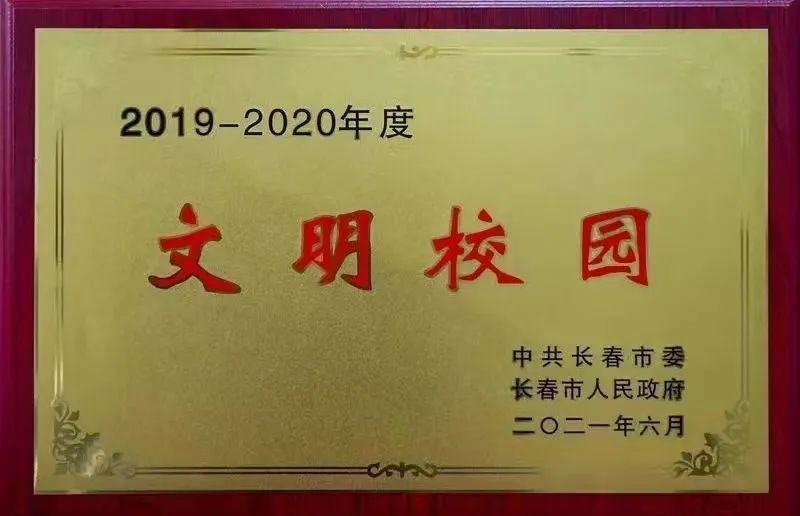 2019-2020年度
文明校园
中共长春市委
长春市人民政府
二〇二一年六月